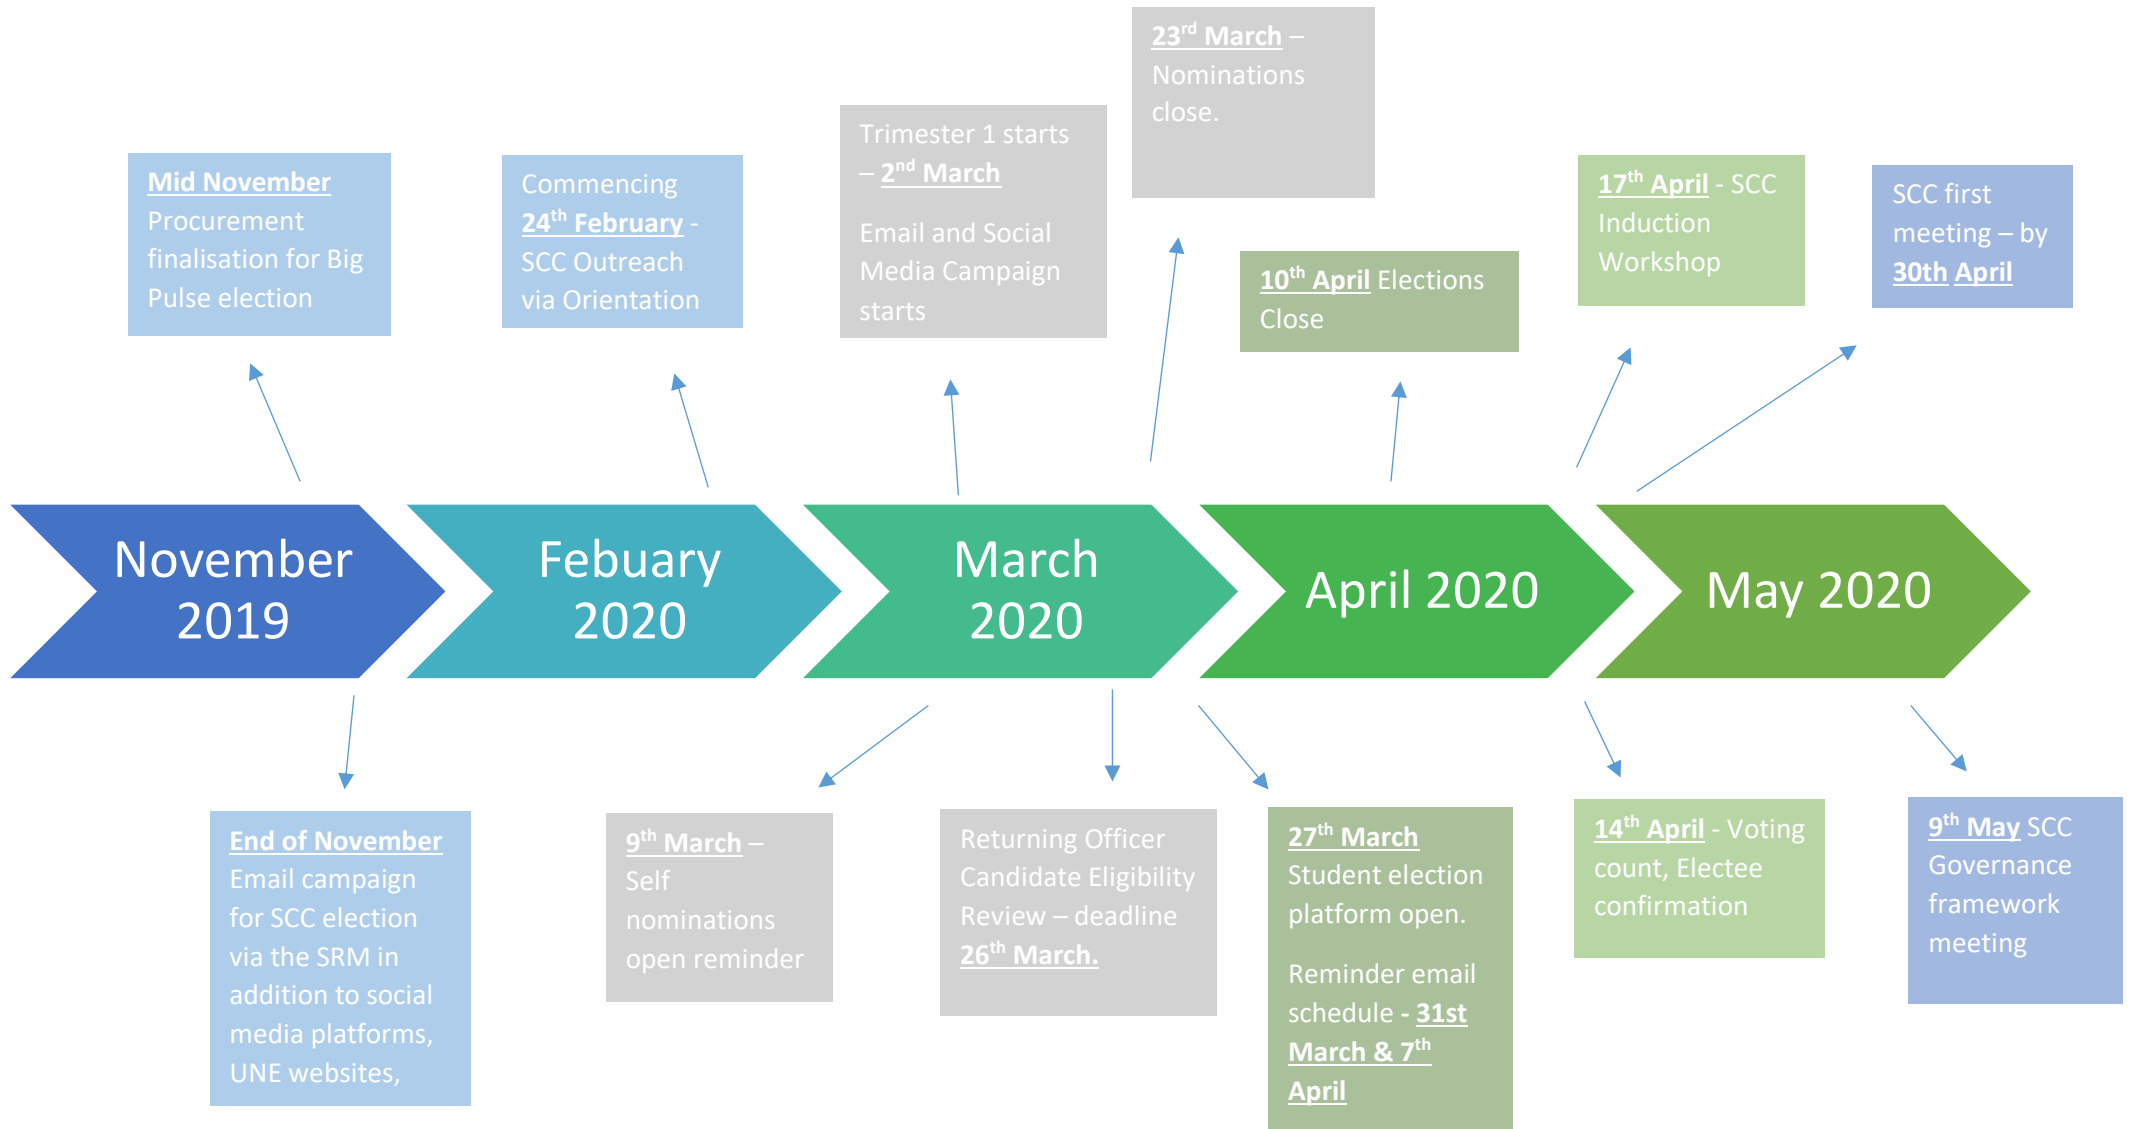 23rd March –
Nominations
close.
Trimester 1 starts
– 2nd March
Email and Social
Media Campaign
starts
Mid November
Procurement
finalisation for Big
Pulse election
Commencing
24th February -
SCC Outreach
via Orientation
17th April - SCC
Induction
Workshop
SCC first
meeting – by
30th April
10th April Elections
Close
November
2019
Febuary
2020
March
2020
April 2020
May 2020
End of November
Email campaign
for SCC election
via the SRM in
addition to social
media platforms,
UNE websites,
9th March –
Self
nominations
open reminder
Returning Officer
Candidate Eligibility
Review – deadline
26th March.
27th March
Student election
platform open.
Reminder email
schedule - 31st
March & 7th
April
14th April - Voting
count, Electee
confirmation
9th May SCC
Governance
framework
meeting